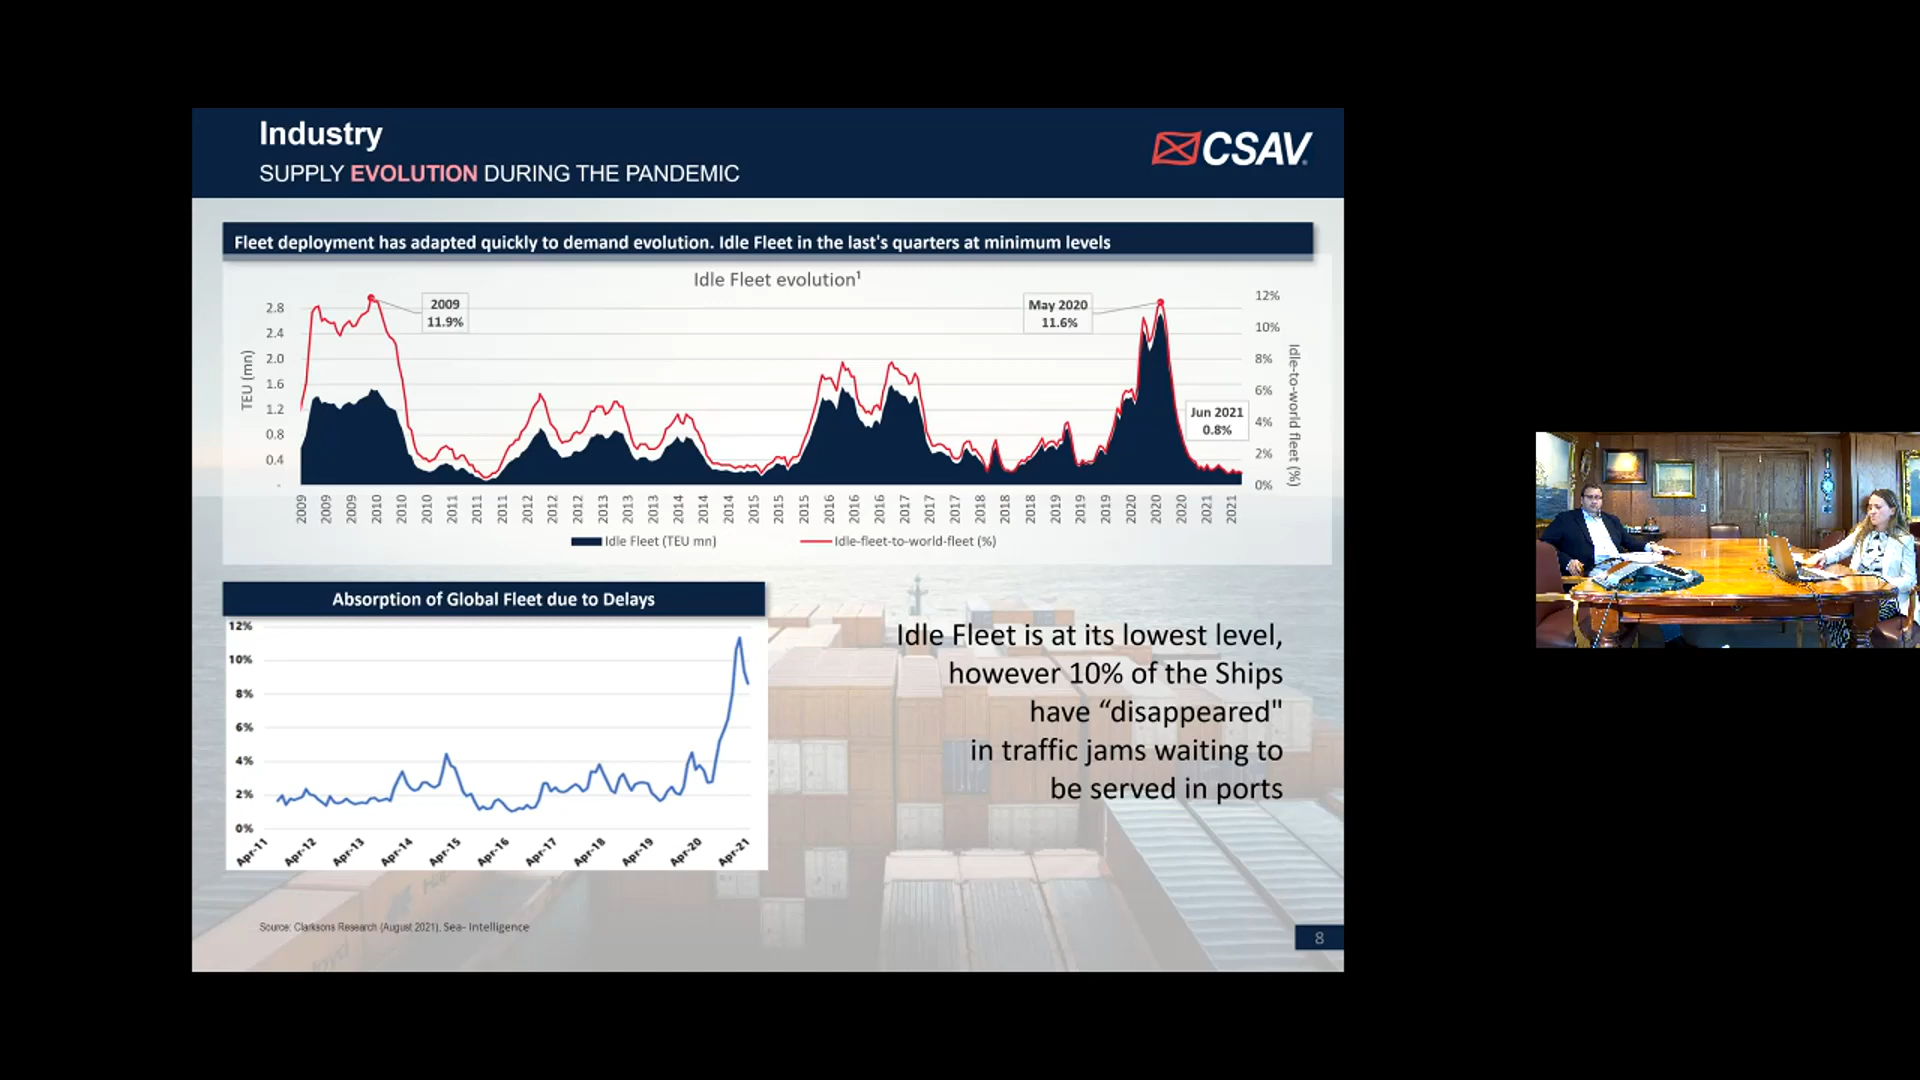 Industry
SUPPLY EVOLUTION DURING THE PANDEMIC
CSAV
Fleet deployment has adapted quickly to demand evolution. Idle Fleet in the last's quarters at minimum levels
Idle Fleet evolution¹
TEU (mn)
2.8
2.4
2.0
1.6
1.2
0.8
0.4
-
2009
11.9%
May 2020
11.6%
Jun 2021
0.8%
12%
10%
8%
6%
4%
2%
0%
Idle-to-world fleet (%)
2009 2009 2009 2010 2010 2010 2011 2011 2011 2012 2012 2012 2013 2013 2013 2014 2014 2014 2015 2015 2015 2016 2016 2016 2017 2017 2017 2018 2018 2018 2019 2019 2019 2020 2020 2020 2021 2021
Idle Fleet (TEU mn) Idle-fleet-to-world-fleet (%)
Absorption of Global Fleet due to Delays
12%
10%
8%
6%
4%
2%
0%
Apr-11 Apr-12 Apr-13 Apr-14 Apr-15 Apr-16 Apr-17 Apr-18 Apr-19 Apr-20 Apr-21
Idle Fleet is at its lowest level,
however 10% of the Ships
have “disappeared"
in traffic jams waiting to
be served in ports
Source: Clarksons Research (August 2021), Sea- Intelligence
8